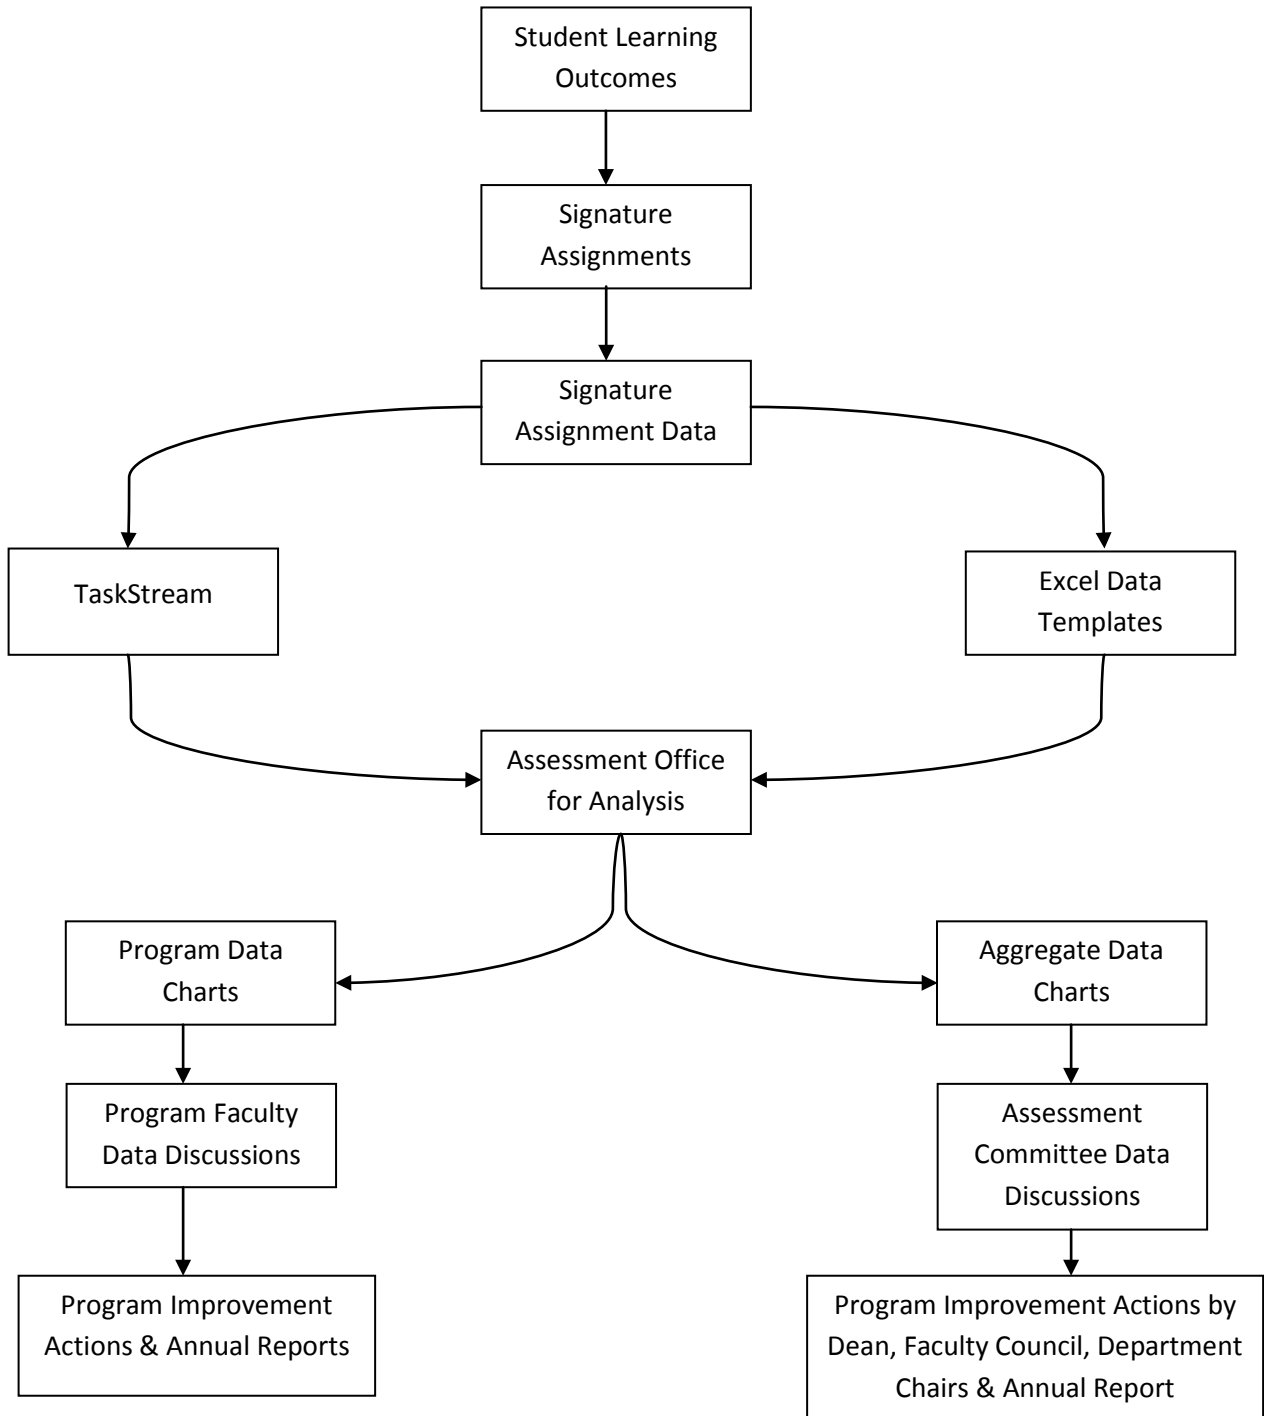 Student Learning
Outcomes
Signature
Assignments
Signature
Assignment Data
TaskStream
Excel Data
Templates
Assessment Office
for Analysis
Program Data
Charts
Aggregate Data
Charts
Program Faculty
Data Discussions
Assessment
Committee Data
Discussions
Program Improvement
Actions & Annual Reports
Program Improvement Actions by
Dean, Faculty Council, Department
Chairs & Annual Report